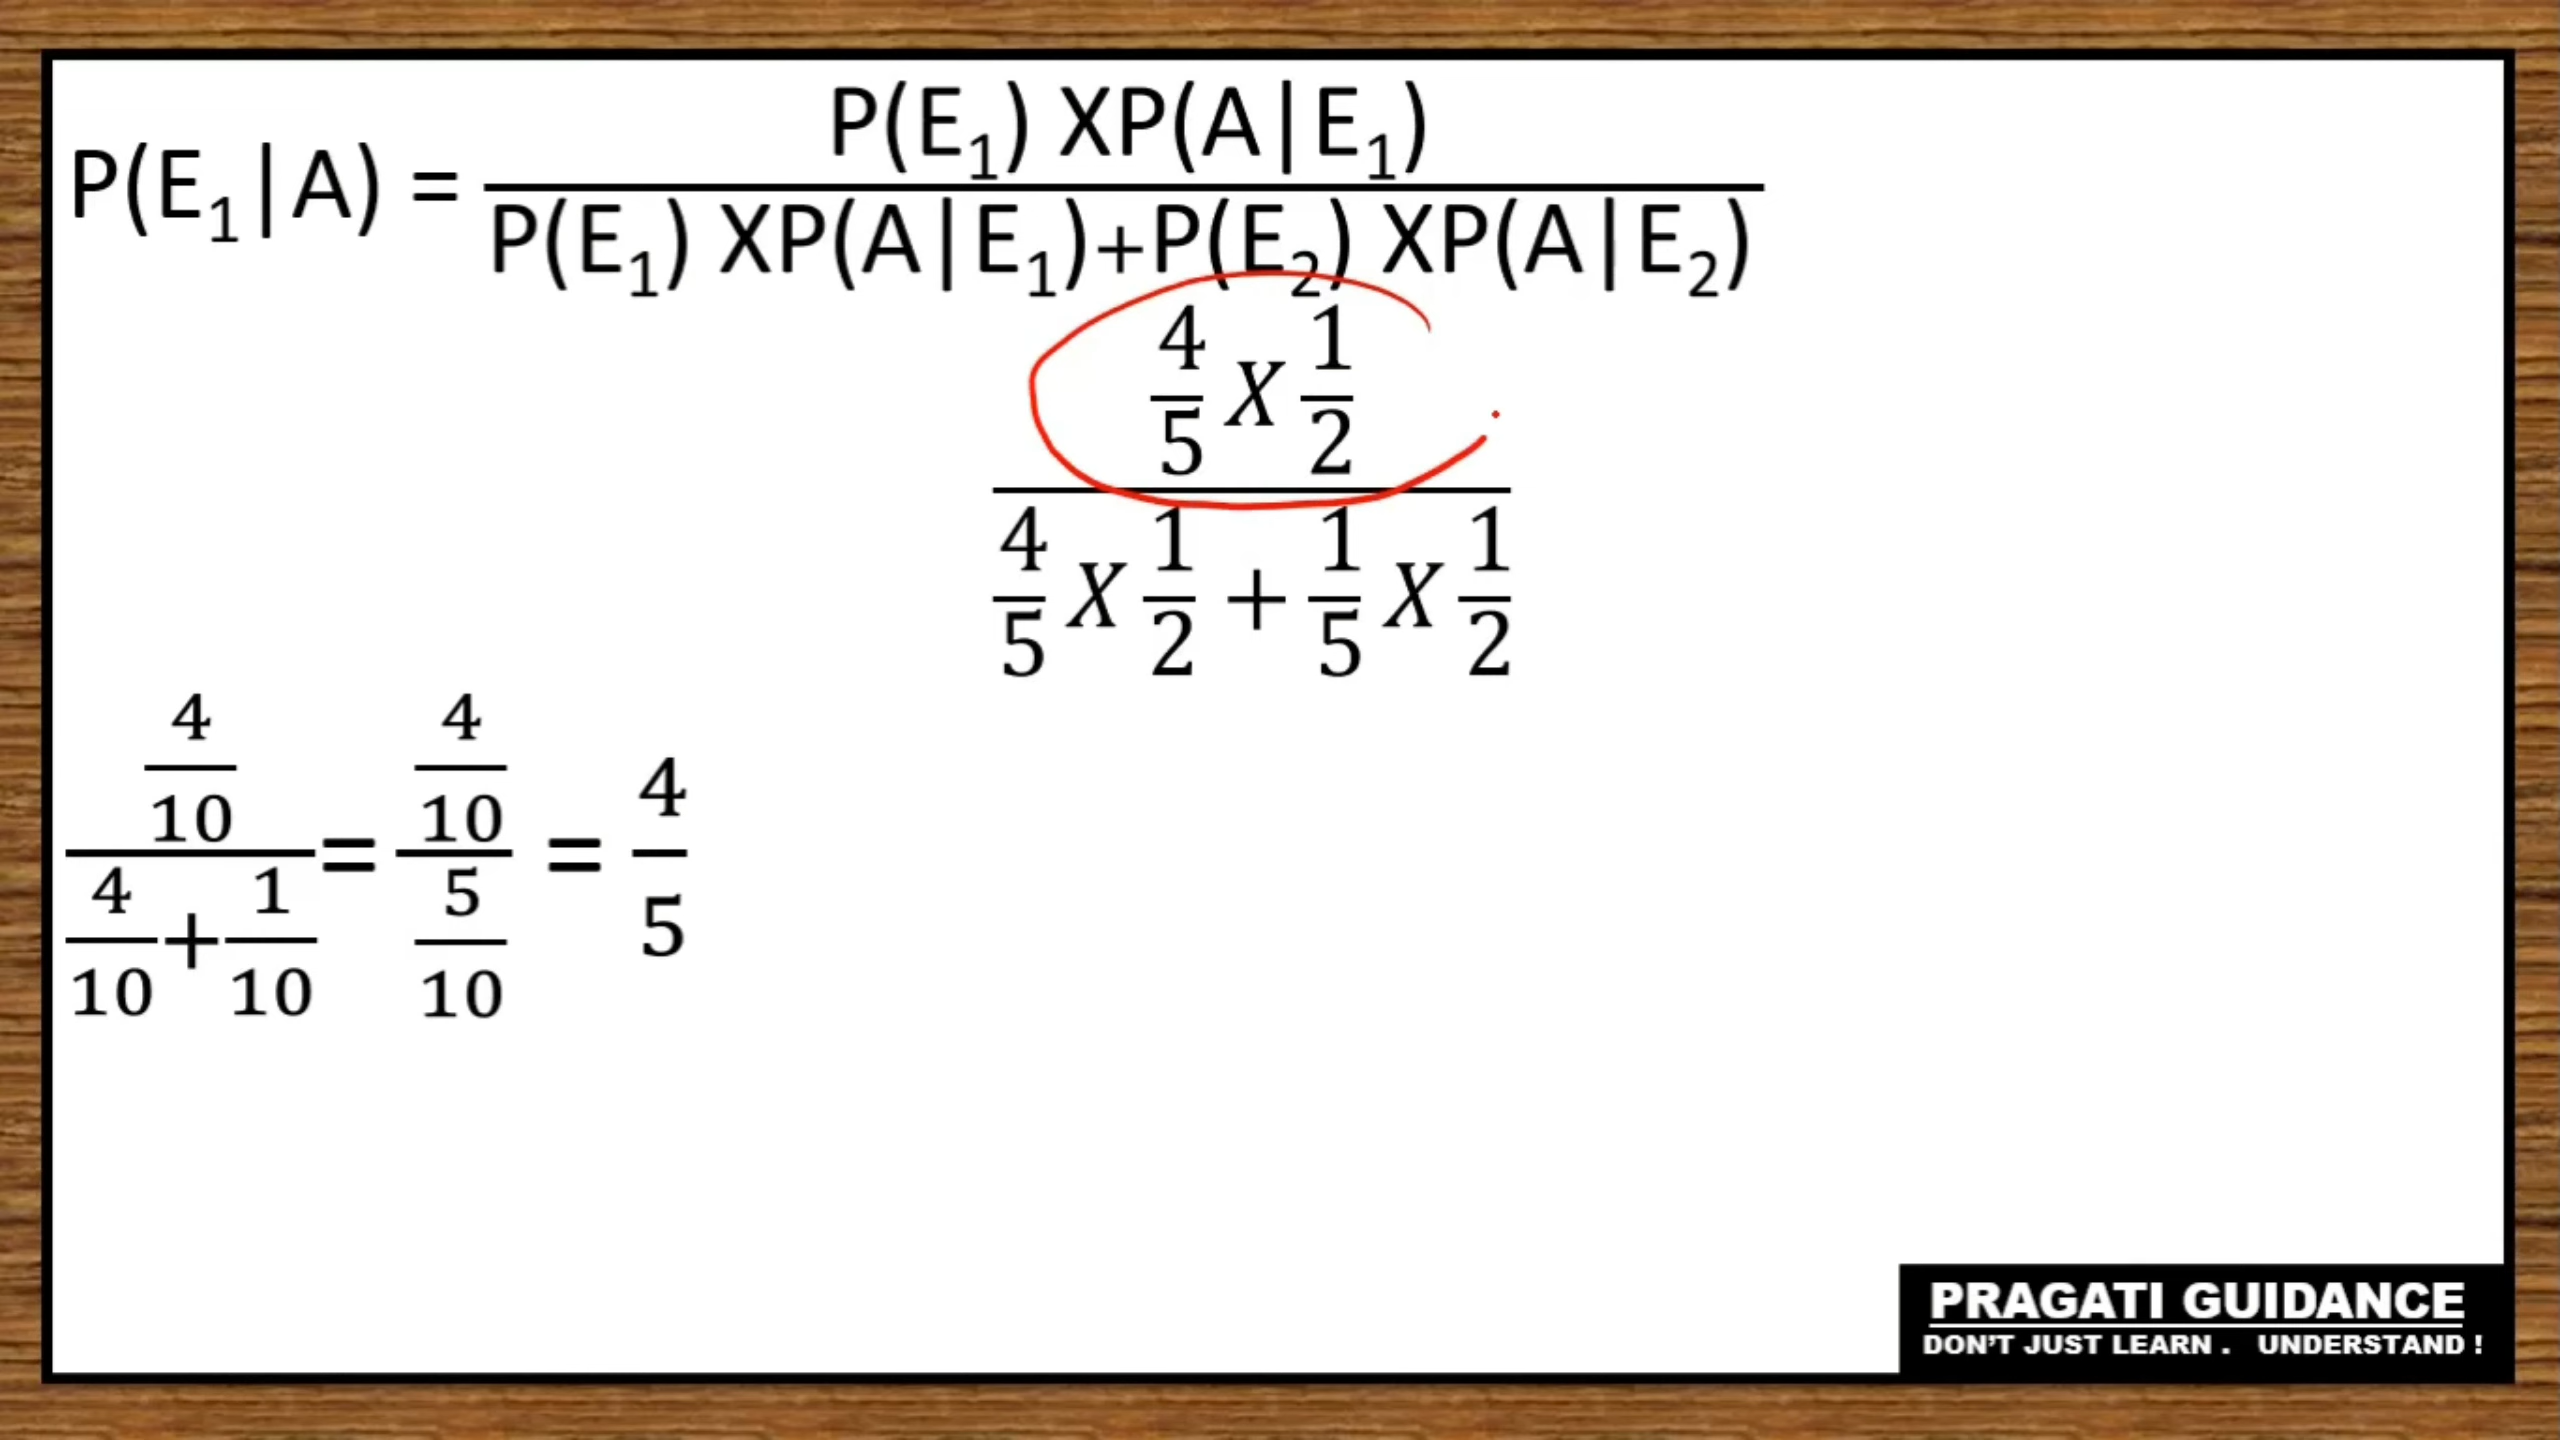 P(E₁|A) = P(E₁) XP(A|E₁) / P(E₁) XP(A|E₁)+P(E₂) XP(A|E₂)
4/5 X 1/2 / 4/5 X 1/2 + 1/5 X 1/2
4/10 / 4/10 + 1/10 = 4/10 / 5/10 = 4/5
PRAGATI GUIDANCE
DON'T JUST LEARN . UNDERSTAND !